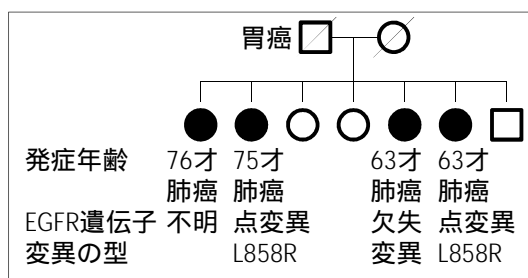 胃癌
発症年齢 76才 75才 63才 63才
肺癌 肺癌 肺癌 肺癌
EGFR遺伝子 不明 点変異 欠失 点変異
変異の型 L858R 変異 L858R